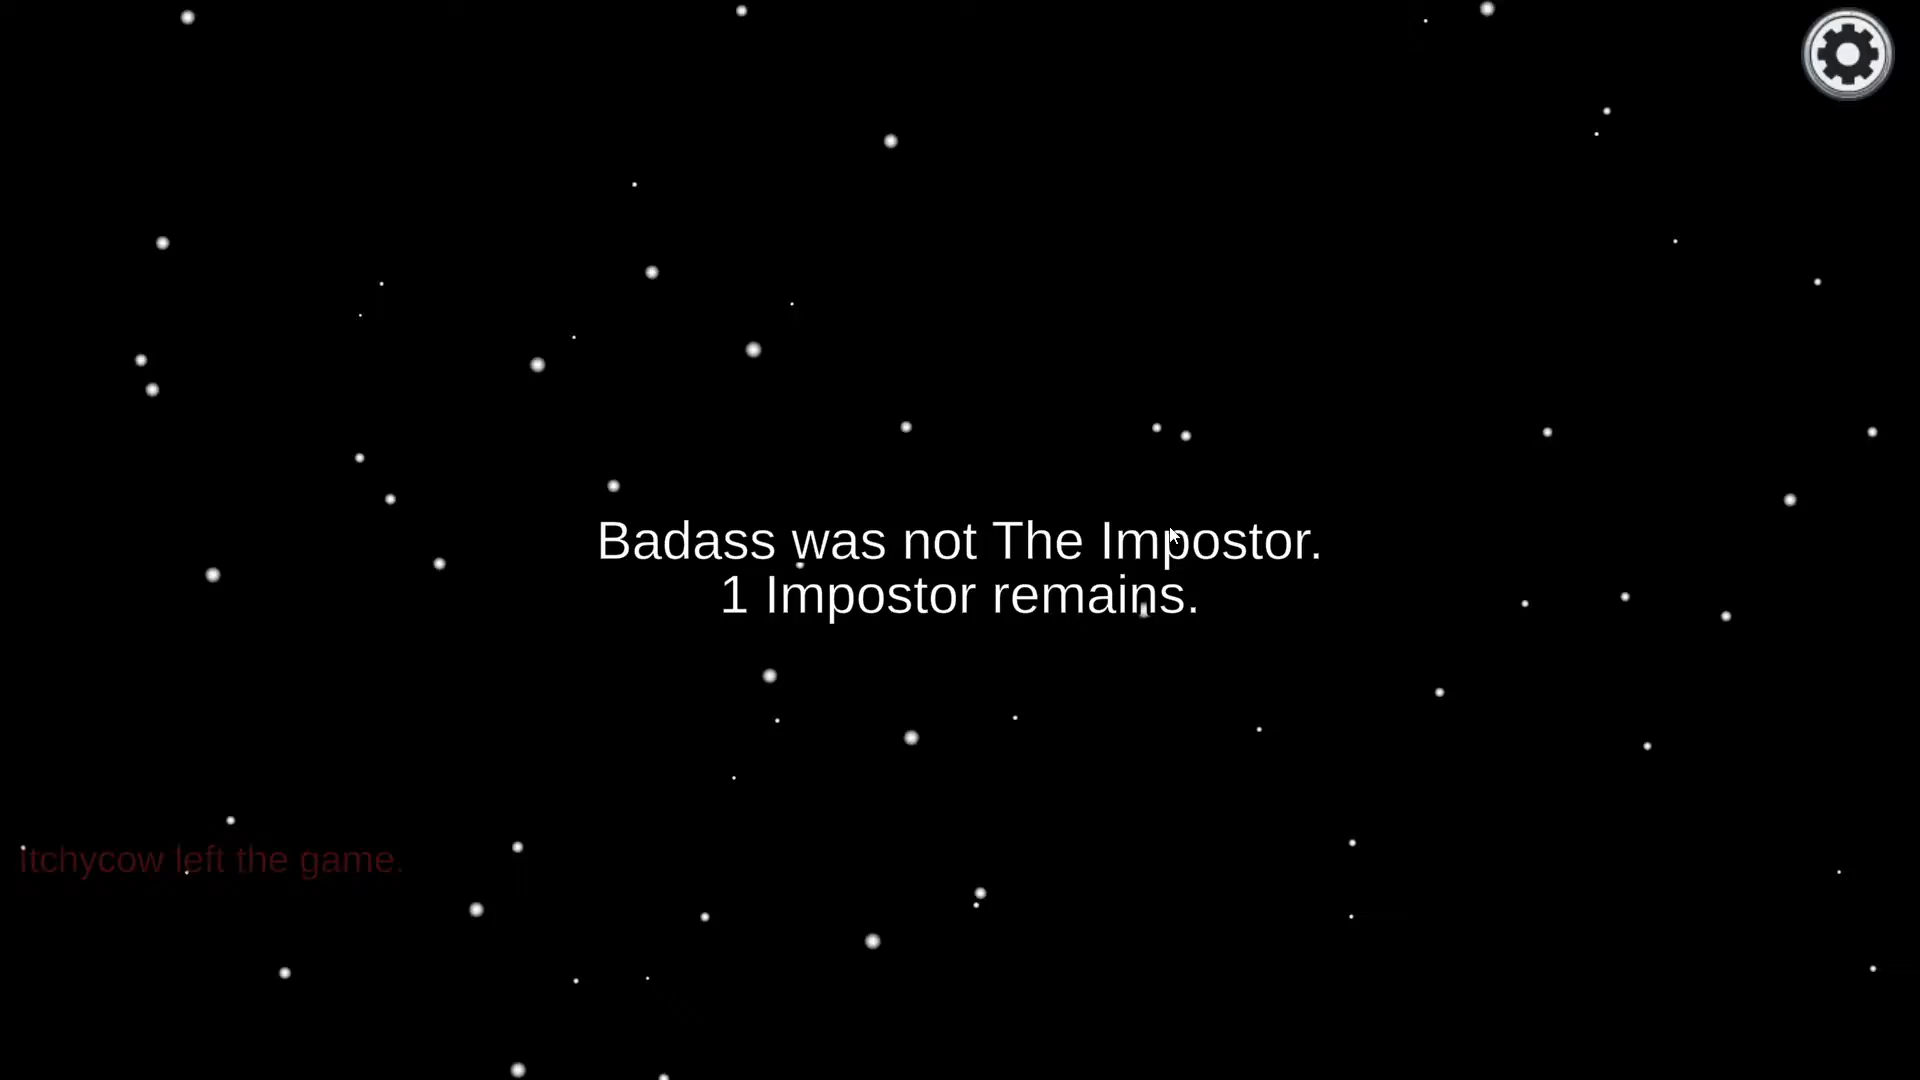 Badass was not The Impostor.
1 Impostor remains.
itchycow left the game.